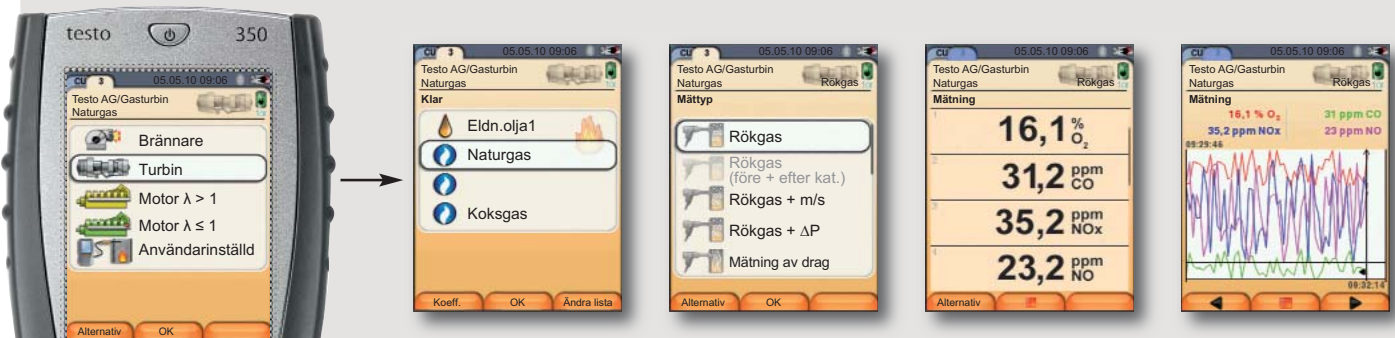 testo 350
CU 3 05.05.10 09:06
Testo AG/Gasturbin
Naturgas
Brännare
Turbin
Motor λ > 1
Motor λ ≤ 1
Användarinställd
Alternativ OK
CU 3 05.05.10 09:06
Testo AG/Gasturbin
Naturgas
Klar
Eldn.olja1
Naturgas
Koksgas
Koeff. OK Ändra lista
CU 3 05.05.10 09:06
Testo AG/Gasturbin
Naturgas Rökgas
Mättyp
Rökgas
Rökgas
(före + efter kat.)
Rökgas + m/s
Rökgas + ΔP
Mätning av drag
Alternativ OK
CU 05.05.10 09:06
Testo AG/Gasturbin
Naturgas Rökgas
Mätning
1
16,1 % O₂
2
31,2 ppm CO
3
35,2 ppm NOx
4
23,2 ppm NO
Alternativ
CU 05.05.10 09:06
Testo AG/Gasturbin
Naturgas Rökgas
Mätning
16,1 % O₂ 31 ppm CO
35,2 ppm NOx 23 ppm NO
09:29:46
09:32:14